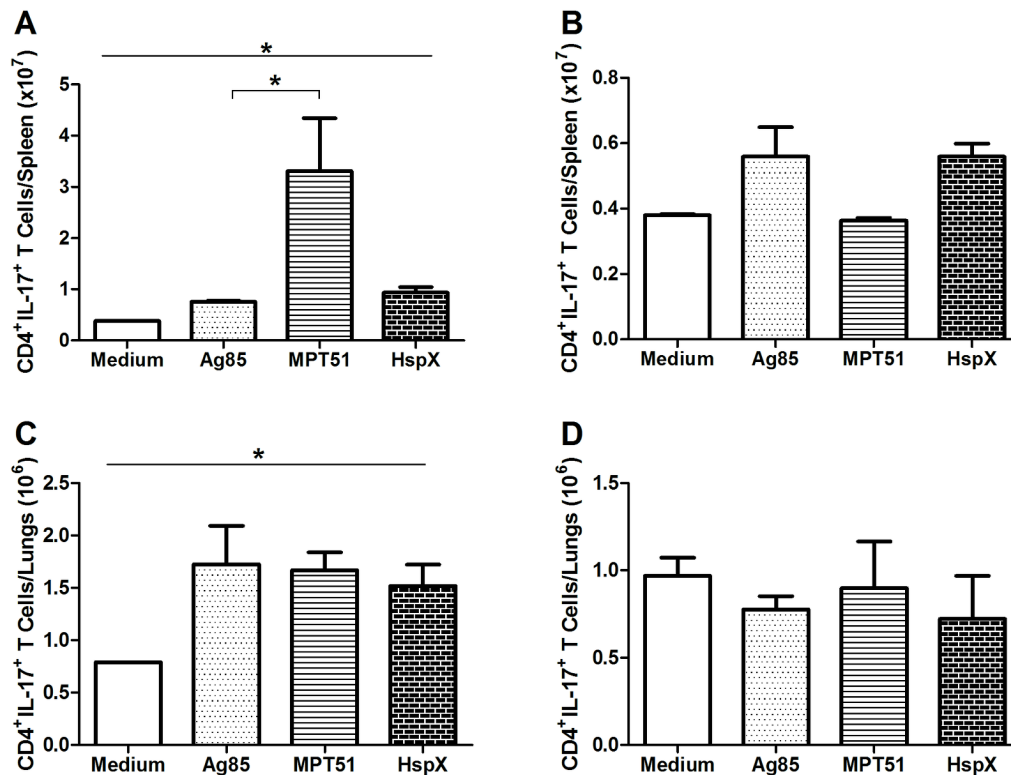 A
CD4⁺IL-17⁺ T Cells/Spleen (x10⁷)
*
*
5
4
3
2
1
0
Medium Ag85 MPT51 HspX
B
CD4⁺IL-17⁺ T Cells/Spleen (x10⁷)
0.8
0.6
0.4
0.2
0.0
Medium Ag85 MPT51 HspX
C
CD4⁺IL-17⁺ T Cells/Lungs (10⁶)
*
2.5
2.0
1.5
1.0
0.5
0.0
Medium Ag85 MPT51 HspX
D
CD4⁺IL-17⁺ T Cells/Lungs (10⁶)
1.5
1.0
0.5
0.0
Medium Ag85 MPT51 HspX